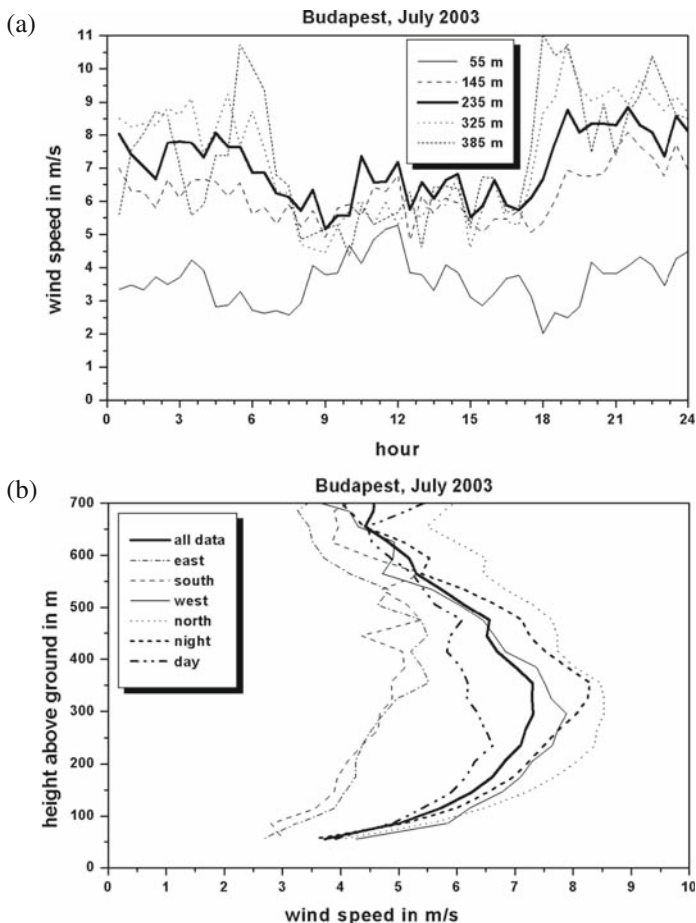 (a)
Budapest, July 2003
11
10
9
8
7
6
5
4
3
2
1
0
wind speed in m/s
55 m
145 m
235 m
325 m
385 m
0 3 6 9 12 15 18 21 24
hour
(b)
Budapest, July 2003
700
600
500
400
300
200
100
0
height above ground in m
all data
east
south
west
north
night
day
0 1 2 3 4 5 6 7 8 9 10
wind speed in m/s